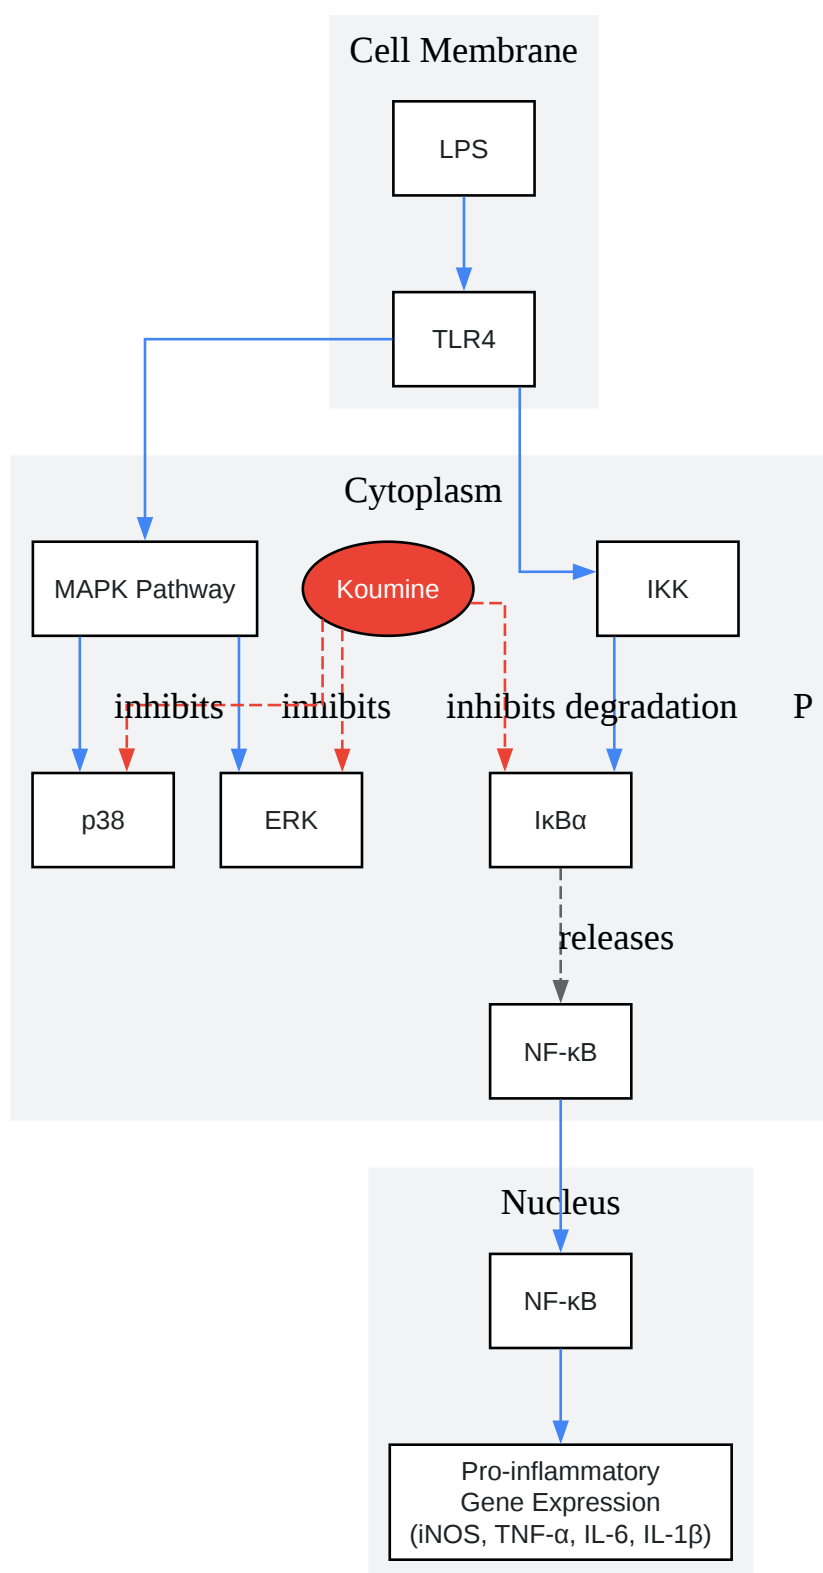 Cell Membrane
LPS
TLR4
Cytoplasm
MAPK Pathway
Koumine
IKK
inhibits
inhibits
inhibits degradation
P
p38
ERK
IκBα
releases
NF-κB
Nucleus
NF-κB
Pro-inflammatory
Gene Expression
(iNOS, TNF-α, IL-6, IL-1β)